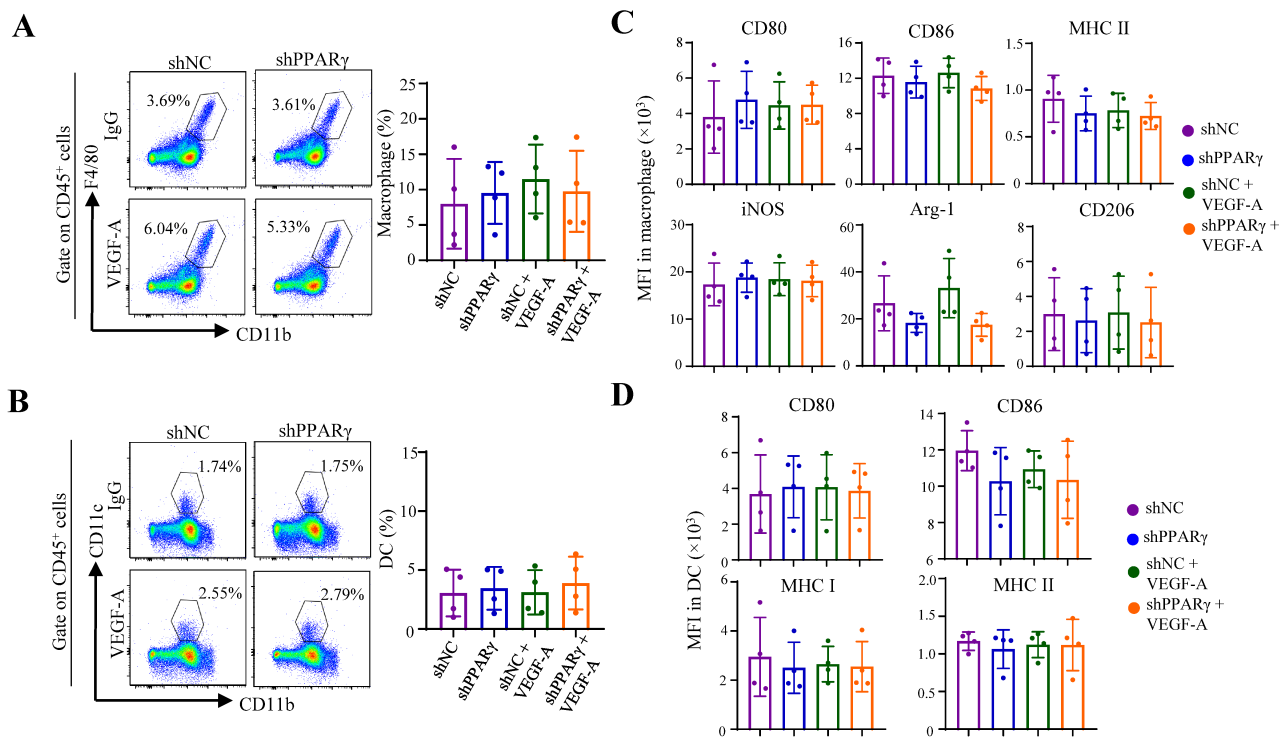 A
shNC
shPPARγ
Gate on CD45⁺ cells
F4/80
IgG
VEGF-A
3.69%
3.61%
6.04%
5.33%
CD11b
Macrophage (%)
25
20
15
10
5
0
shNC
shPPARγ
shNC +
VEGF-A
shPPARγ +
VEGF-A
B
shNC
shPPARγ
Gate on CD45⁺ cells
CD11c
IgG
VEGF-A
1.74%
1.75%
2.55%
2.79%
CD11b
DC (%)
15
10
5
0
shNC
shPPARγ
shNC+
VEGF-A
shPPARγ +
VEGF-A
C
MFI in macrophage (×10³)
CD80
8
6
4
2
0
CD86
16
12
8
4
0
MHC II
1.5
1.0
0.5
0.0
iNOS
30
20
10
0
Arg-1
60
40
20
0
CD206
8
6
4
2
0
shNC
shPPARγ
shNC +
VEGF-A
shPPARγ +
VEGF-A
D
MFI in DC (×10³)
CD80
8
6
4
2
0
CD86
14
12
10
8
6
MHC I
6
4
2
0
MHC II
2.0
1.5
1.0
0.5
0
shNC
shPPARγ
shNC +
VEGF-A
shPPARγ +
VEGF-A